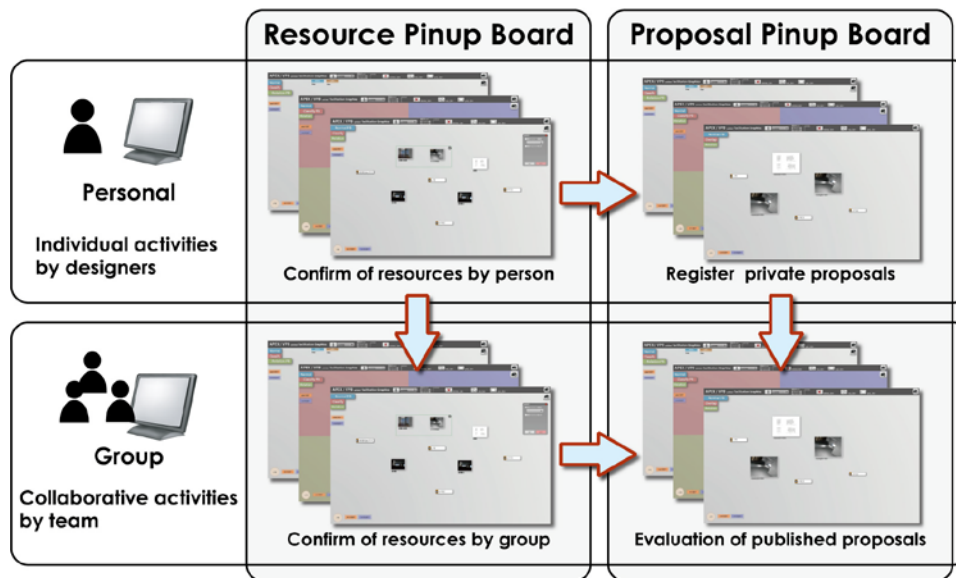 Resource Pinup Board
Proposal Pinup Board
Personal
Individual activities
by designers
Confirm of resources by person
Register private proposals
Group
Collaborative activities
by team
Confirm of resources by group
Evaluation of published proposals